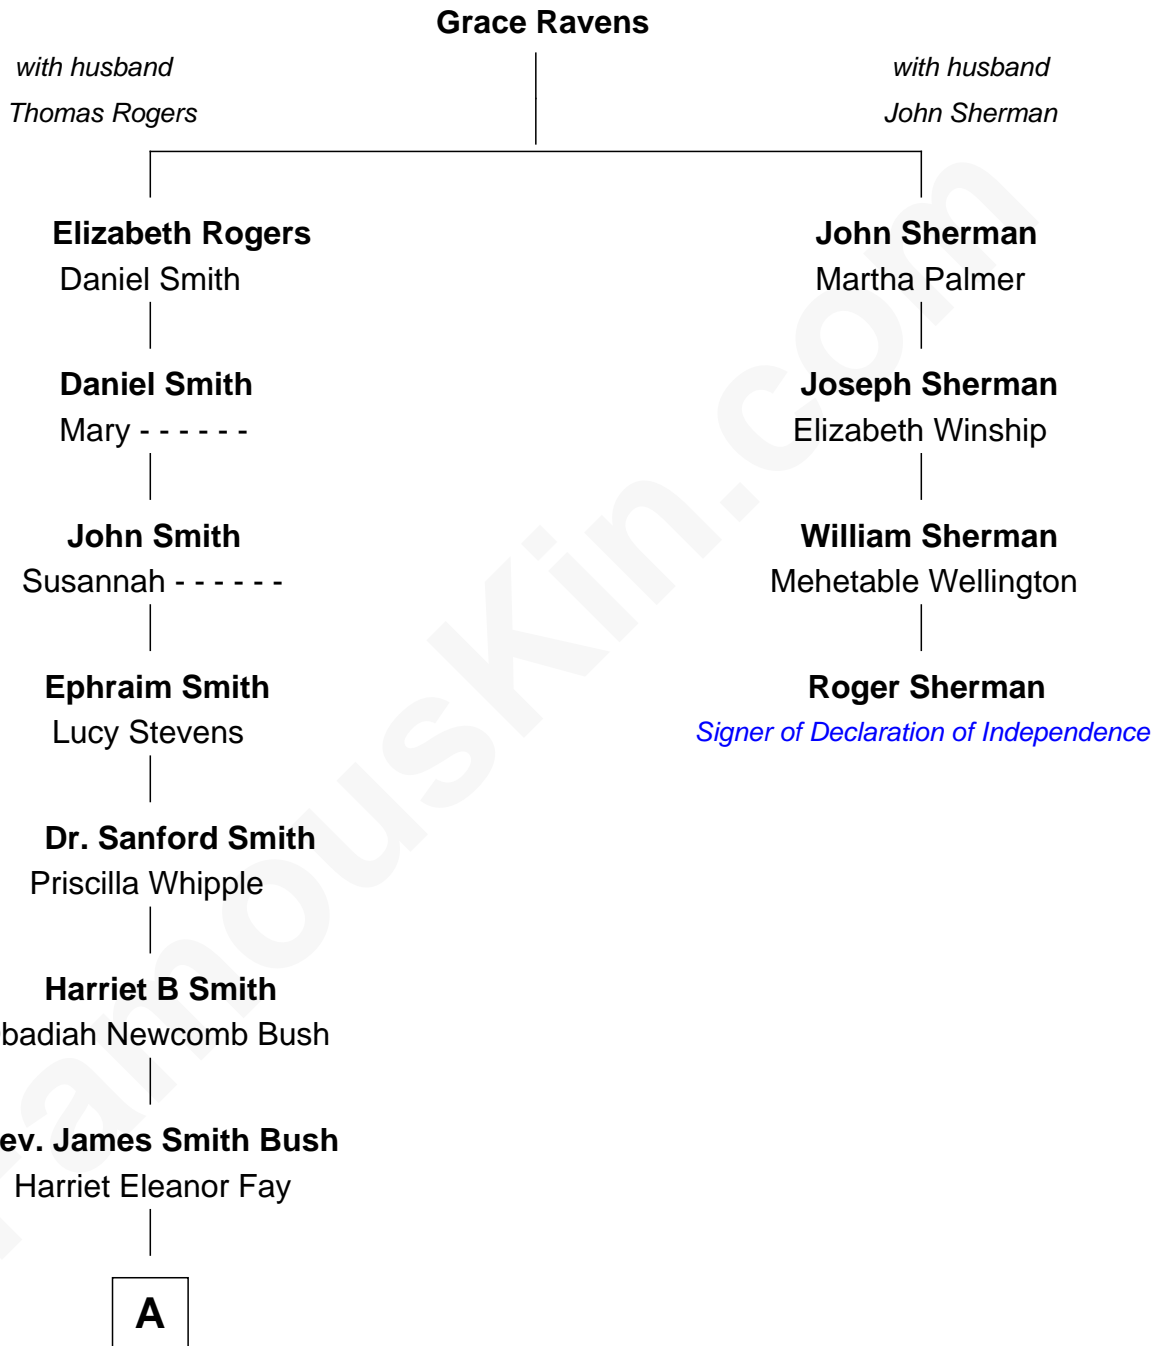 Grace Ravens
with husband
Thomas Rogers
with husband
John Sherman
Elizabeth Rogers
Daniel Smith
John Sherman
Martha Palmer
Daniel Smith
Mary - - - - - -
Joseph Sherman
Elizabeth Winship
John Smith
Susannah - - - - - -
William Sherman
Mehetable Wellington
Ephraim Smith
Lucy Stevens
Roger Sherman
Signer of Declaration of Independence
Dr. Sanford Smith
Priscilla Whipple
Harriet B Smith
badiah Newcomb Bush
ev. James Smith Bush
Harriet Eleanor Fay
A
FamousKin.com